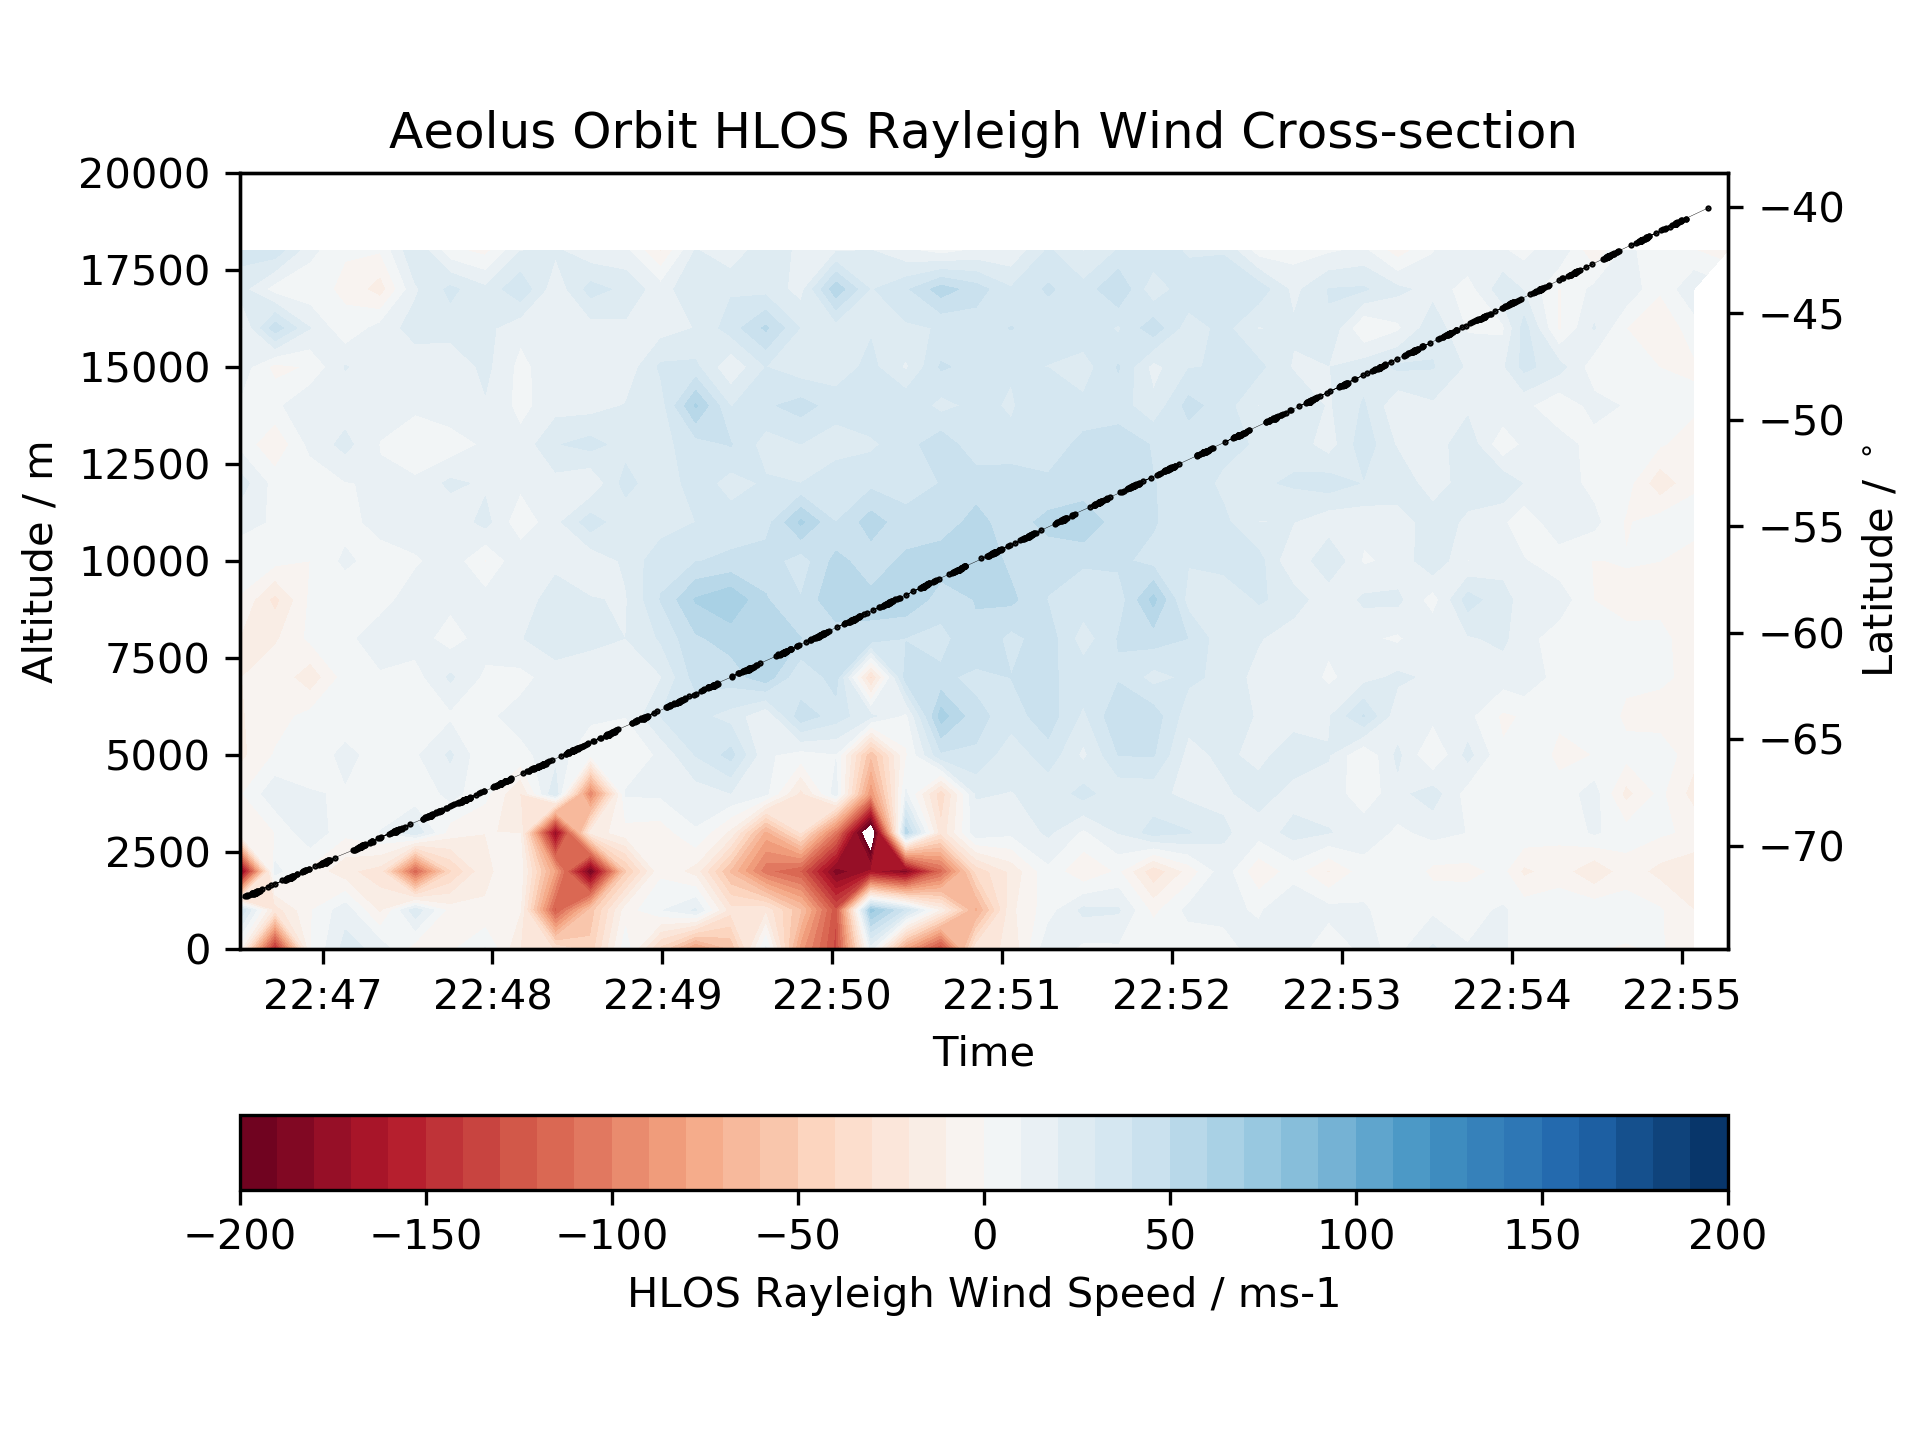 Aeolus Orbit HLOS Rayleigh Wind Cross-section
20000
17500
15000
12500
10000
7500
5000
2500
0
Altitude / m
−40
−45
−50
−55
−60
−65
−70
Latitude / °
22:47 22:48 22:49 22:50 22:51 22:52 22:53 22:54 22:55
Time
−200 −150 −100 −50 0 50 100 150 200
HLOS Rayleigh Wind Speed / ms-1